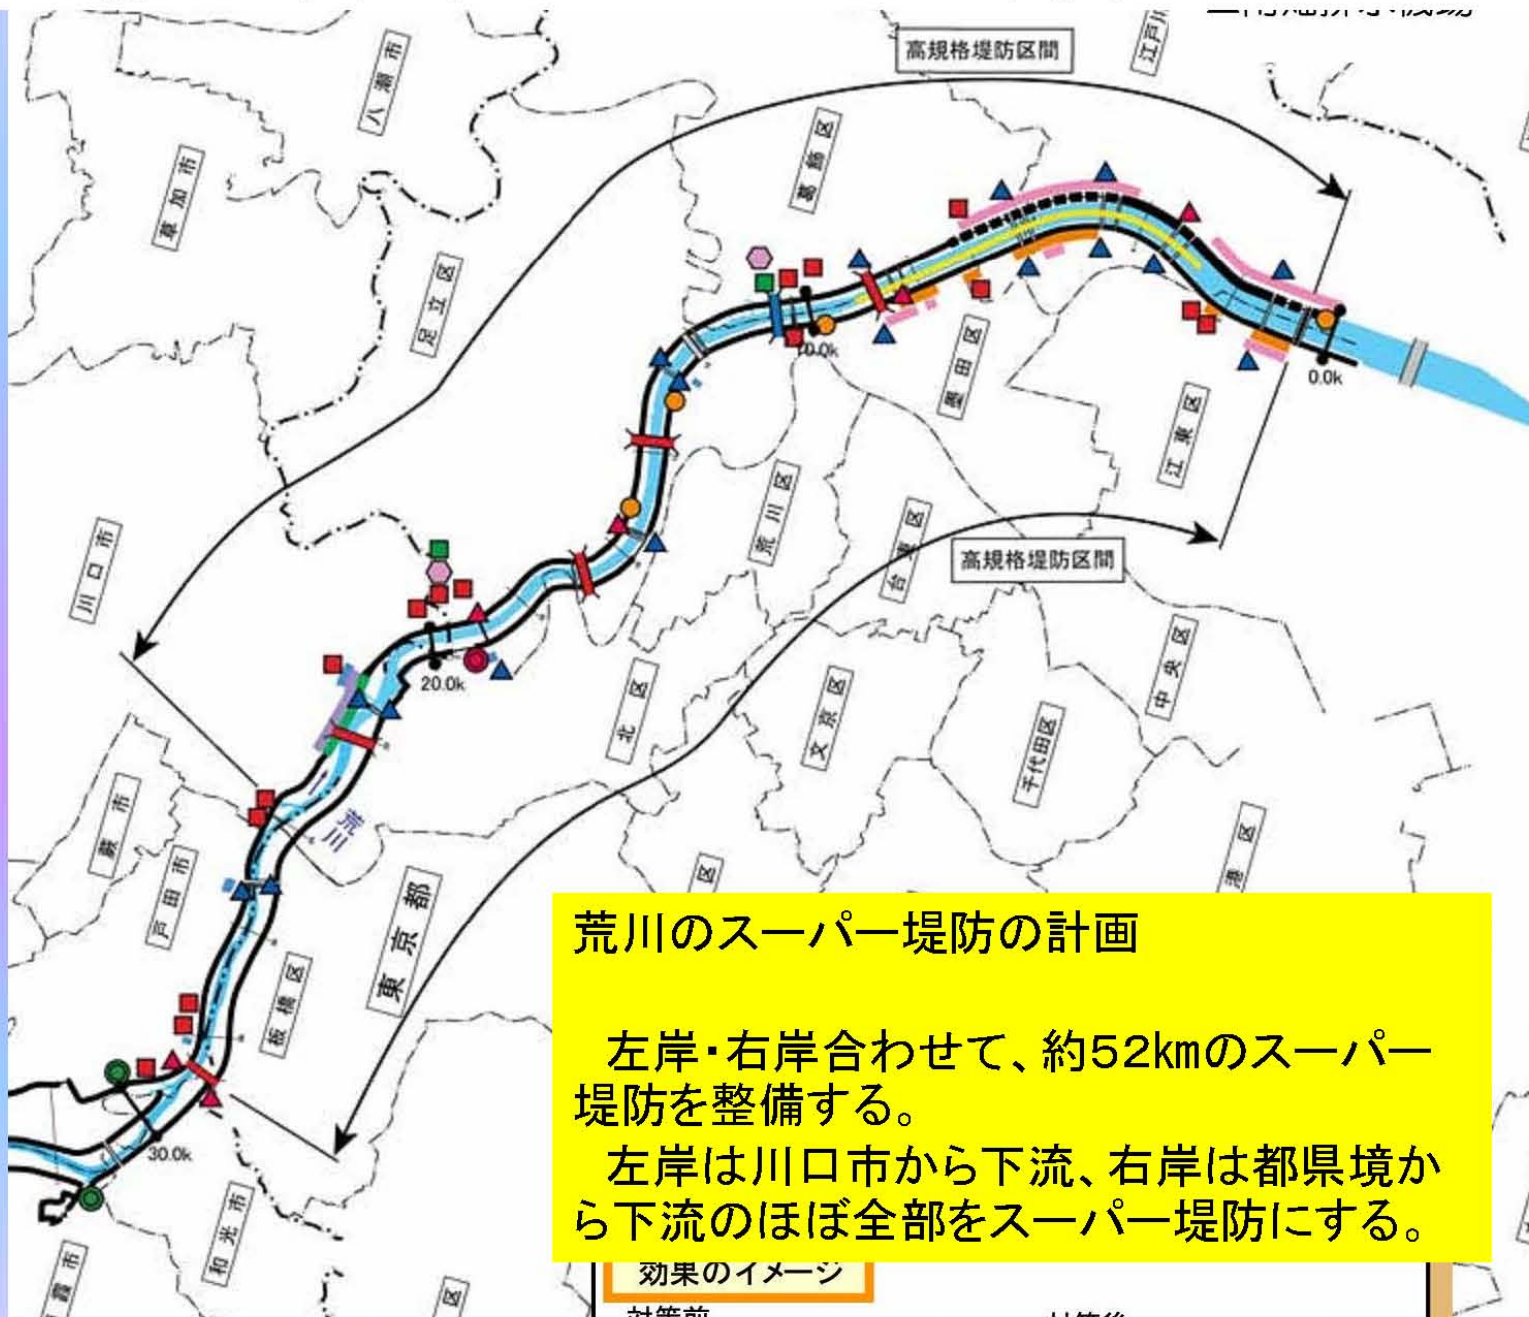 高規格堤防区間
八潮市
葛飾区
草加市
足立区
墨田区
10.0k
0.0k
江東区
荒川区
台東区
高規格堤防区間
川口市
20.0k
北区
中央区
文京区
千代田区
荒川
蕨市
戸田市
港区
区
東京都
板橋区
30.0k
和光市
区
荒川のスーパー堤防の計画
左岸・右岸合わせて、約52kmのスーパー
堤防を整備する。
左岸は川口市から下流、右岸は都県境か
ら下流のほぼ全部をスーパー堤防にする。
効果のイメージ